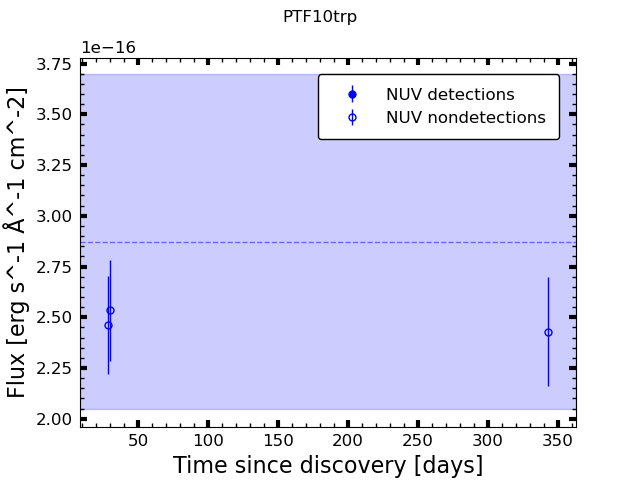 PTF10trp
1e−16
3.75
3.50
3.25
3.00
2.75
2.50
2.25
2.00
Flux [erg s^-1 Å^-1 cm^-2]
NUV detections
NUV nondetections
50 100 150 200 250 300 350
Time since discovery [days]